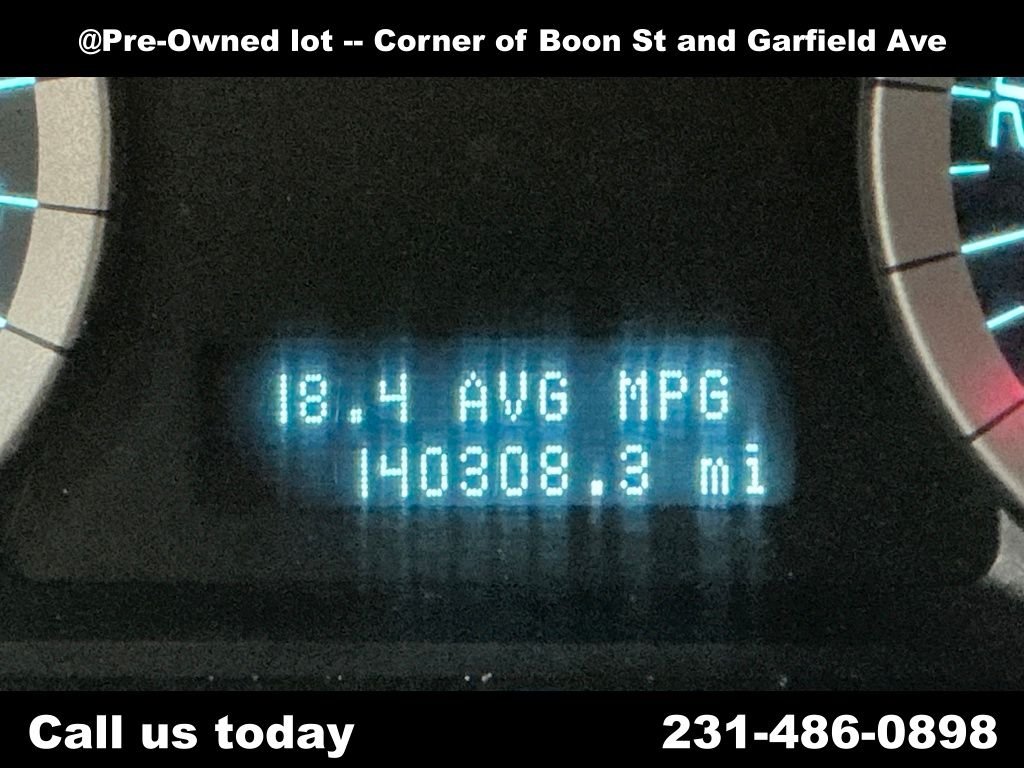 @Pre-Owned lot -- Corner of Boon St and Garfield Ave
18.4 AVG MPG
140308.3 mi
Call us today
231-486-0898